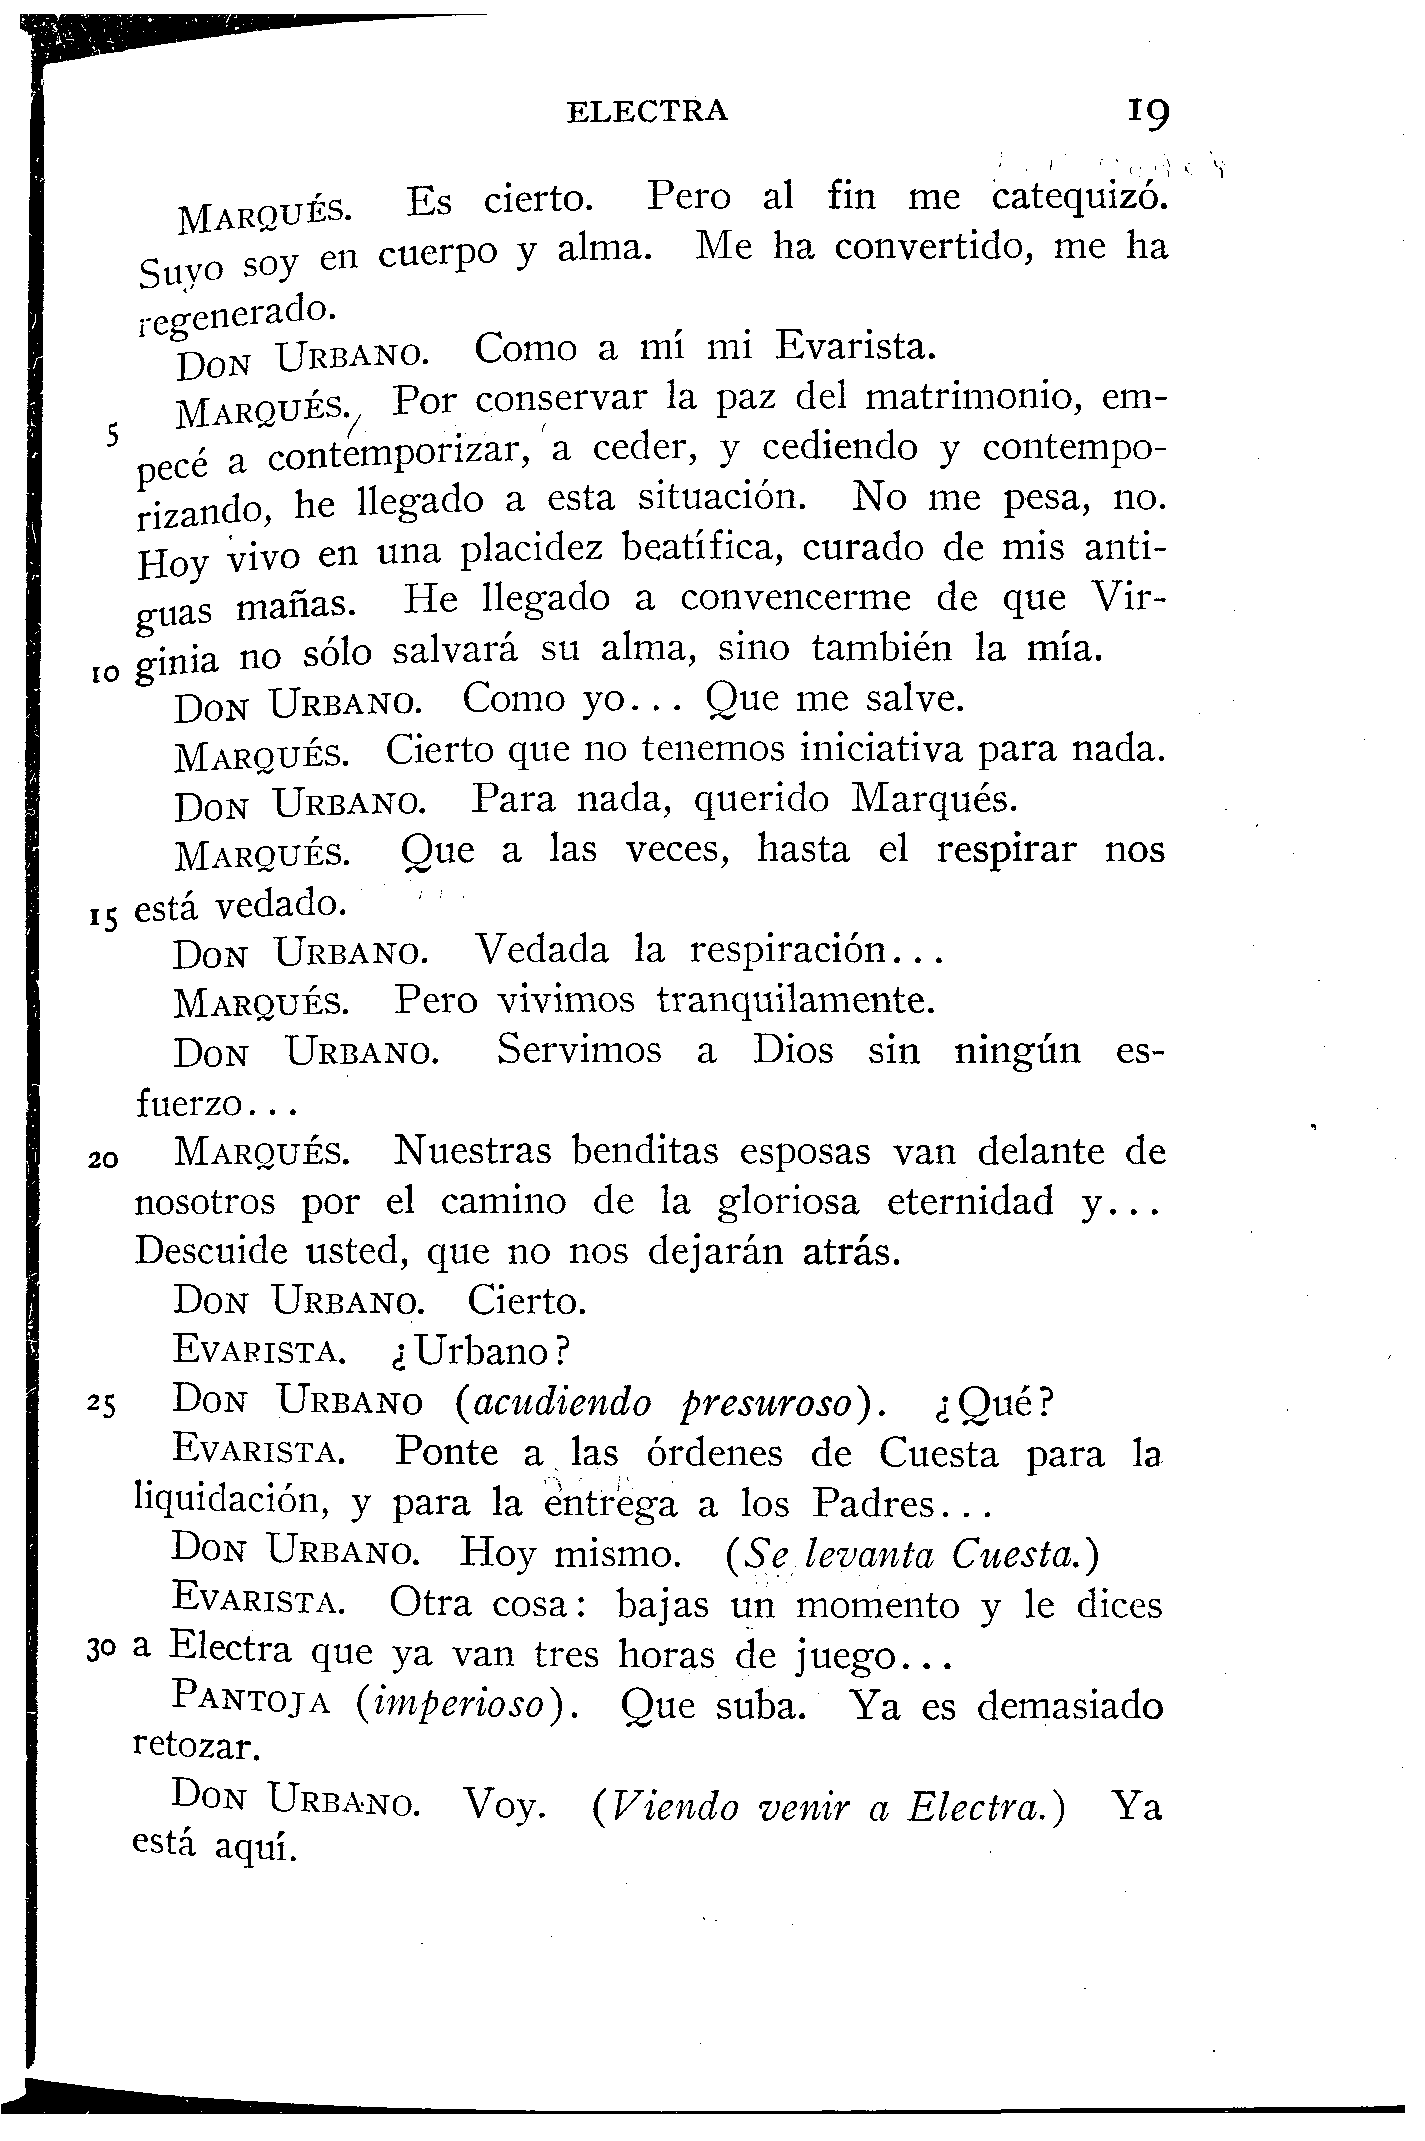 ELECTRA 19
MARQUÉS. Es cierto. Pero al fin me catequizó.
Suyo soy en cuerpo y alma. Me ha convertido, me ha
regenerado.
DON URBANO. Como a mí mi Evarista.
5 MARQUÉS. Por conservar la paz del matrimonio, em-
pecé a contemporizar, a ceder, y cediendo y contempo-
rizando, he llegado a esta situación. No me pesa, no.
Hoy vivo en una placidez beatífica, curado de mis anti-
guas mañas. He llegado a convencerme de que Vir-
10 ginia no sólo salvará su alma, sino también la mía.
DON URBANO. Como yo... Que me salve.
MARQUÉS. Cierto que no tenemos iniciativa para nada.
DON URBANO. Para nada, querido Marqués.
MARQUÉS. Que a las veces, hasta el respirar nos
15 está vedado.
DON URBANO. Vedada la respiración...
MARQUÉS. Pero vivimos tranquilamente.
DON URBANO. Servimos a Dios sin ningún es-
fuerzo...
20 MARQUÉS. Nuestras benditas esposas van delante de
nosotros por el camino de la gloriosa eternidad y...
Descuide usted, que no nos dejarán atrás.
DON URBANO. Cierto.
EVARISTA. ¿Urbano?
25 DON URBANO (acudiendo presuroso). ¿Qué?
EVARISTA. Ponte a las órdenes de Cuesta para la
liquidación, y para la entrega a los Padres...
DON URBANO. Hoy mismo. (Se levanta Cuesta.)
EVARISTA. Otra cosa: bajas un momento y le dices
30 a Electra que ya van tres horas de juego...
PANTOJA (imperioso). Que suba. Ya es demasiado
retozar.
DON URBANO. Voy. (Viendo venir a Electra.) Ya
está aquí.